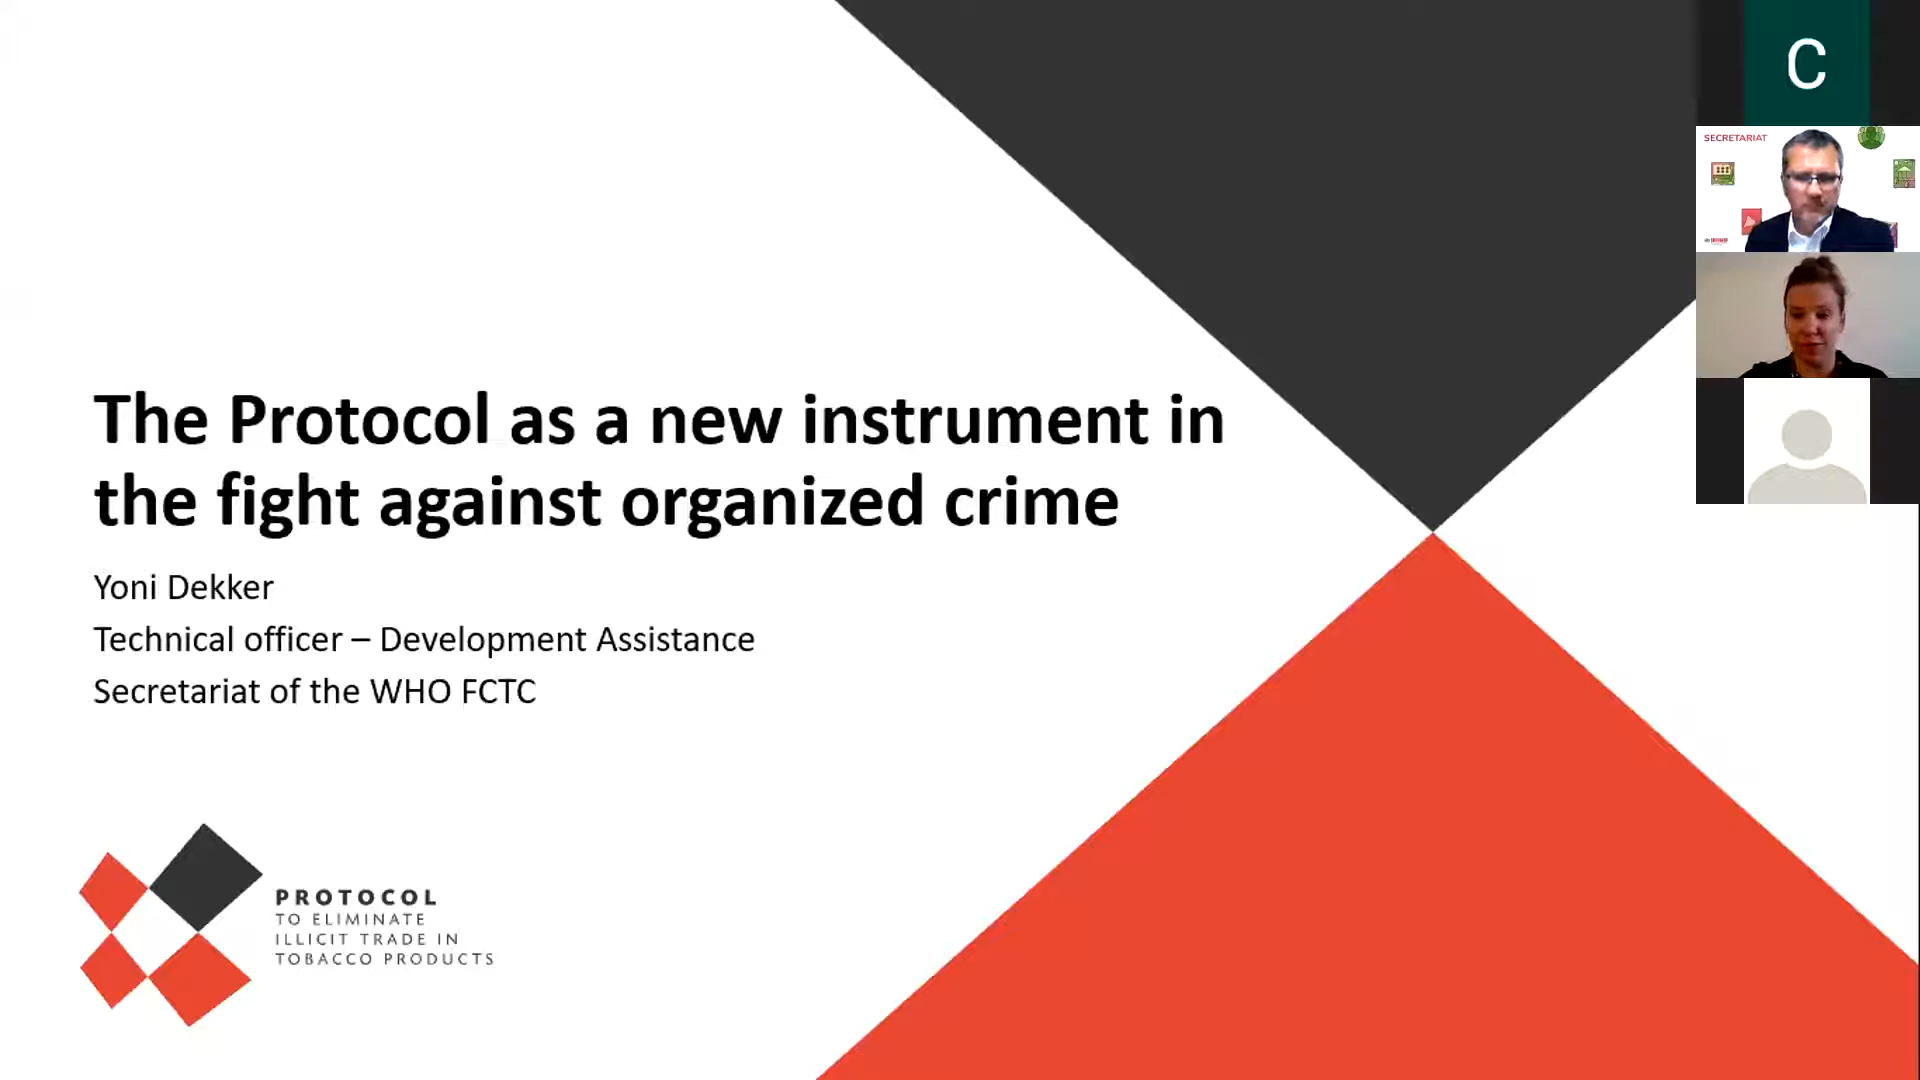 The Protocol as a new instrument in
the fight against organized crime
Yoni Dekker
Technical officer – Development Assistance
Secretariat of the WHO FCTC
PROTOCOL
TO ELIMINATE
ILLICIT TRADE IN
TOBACCO PRODUCTS
C
SECRETARIAT